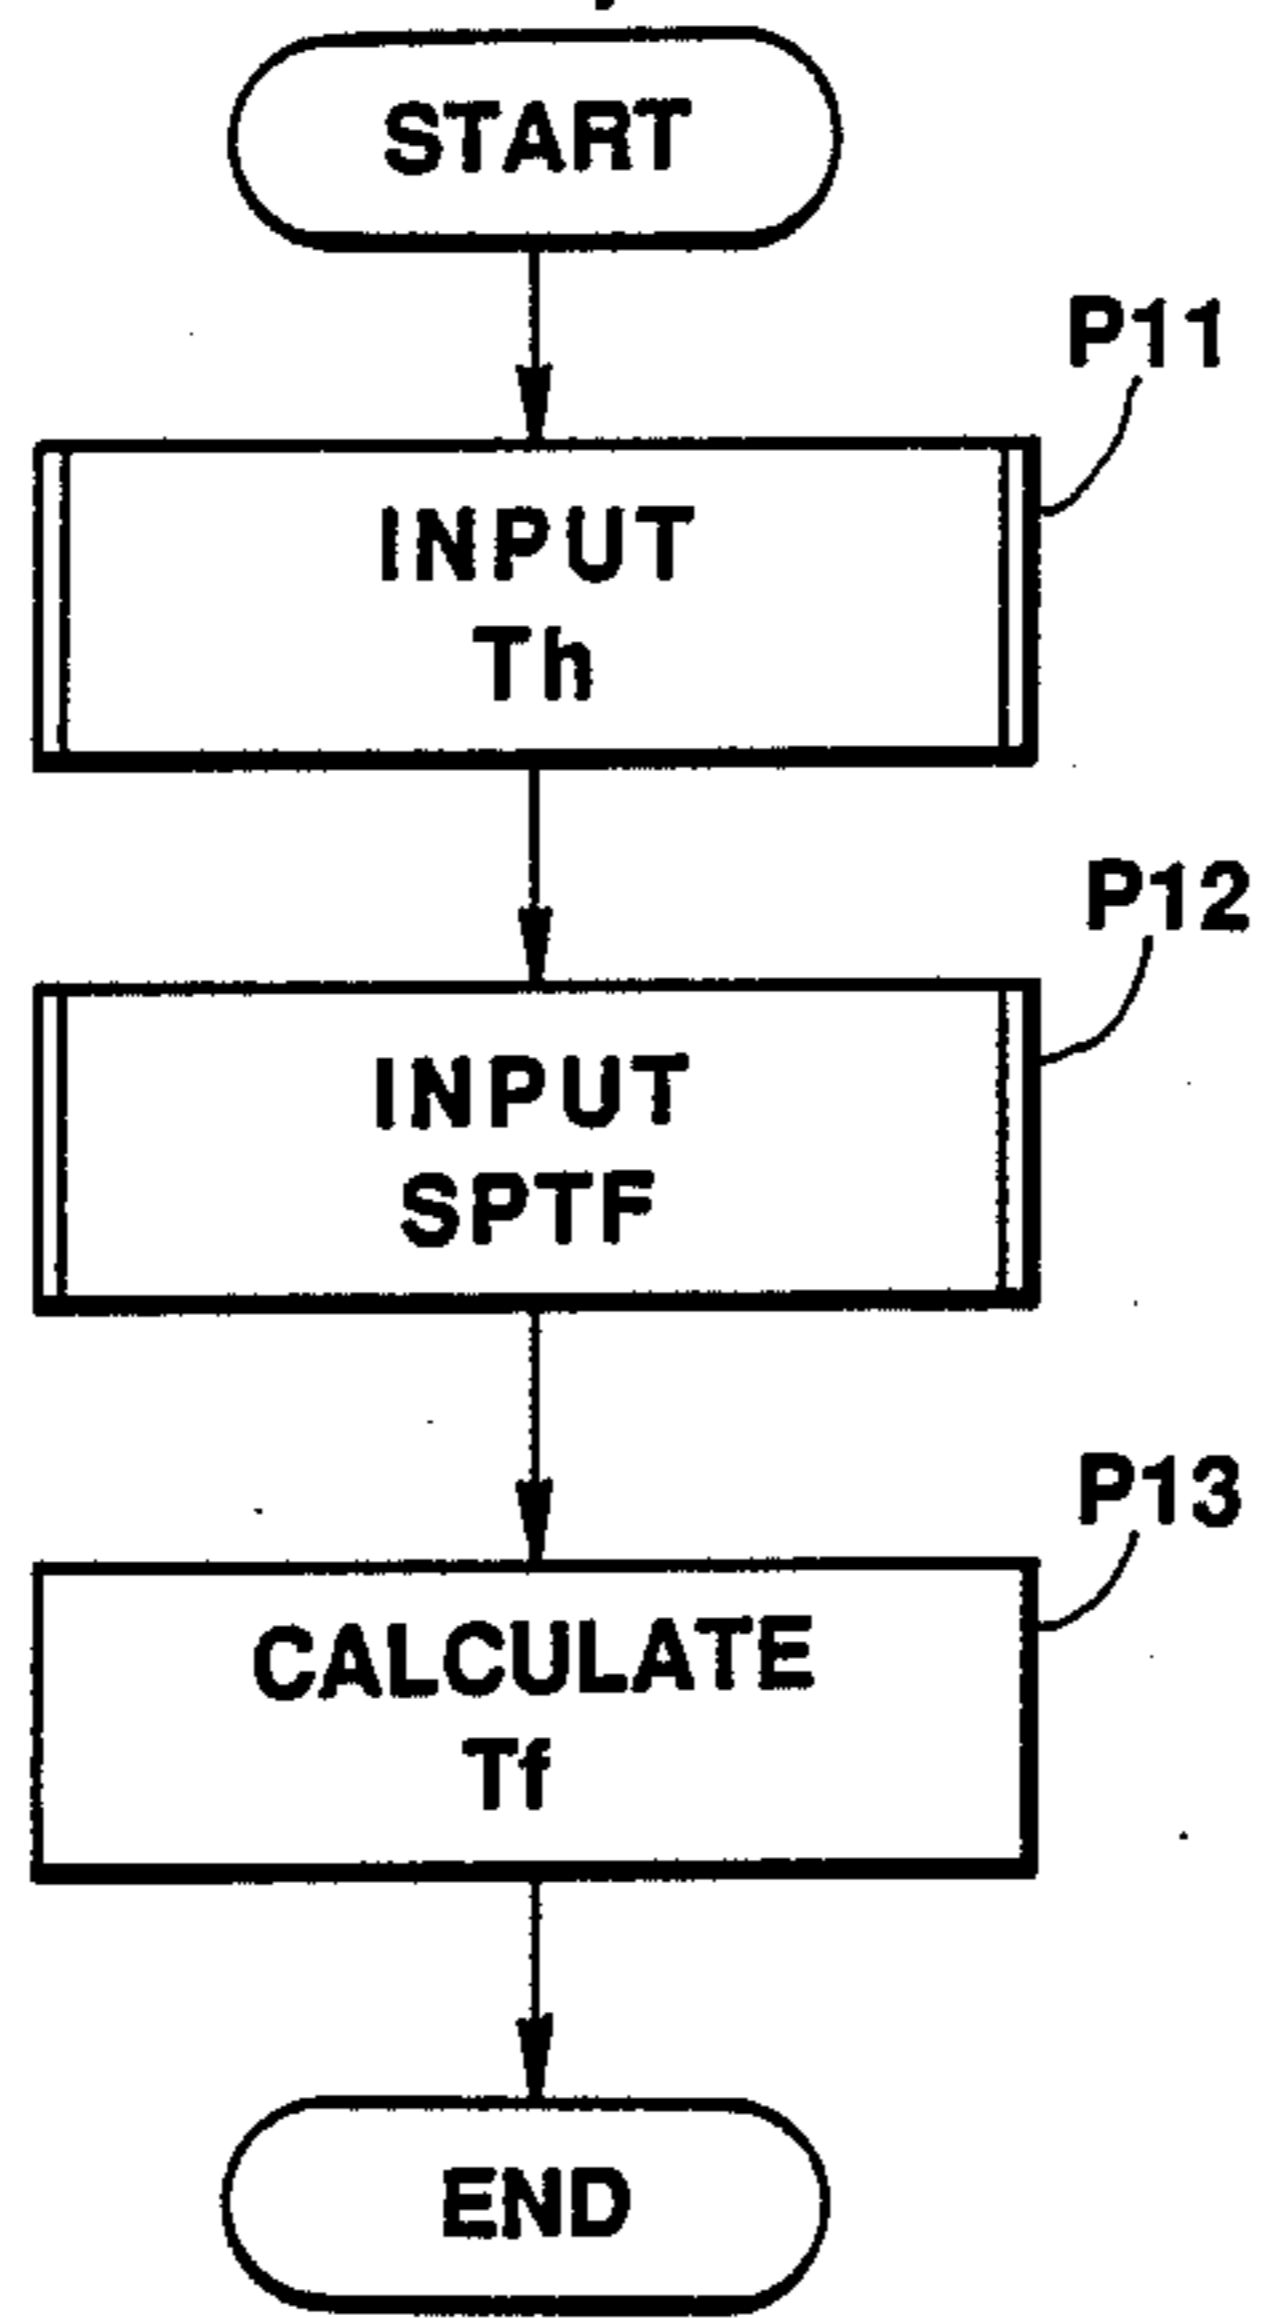 START
P11
INPUT
Th
P12
INPUT
SPTF
P13
CALCULATE
Tf
END